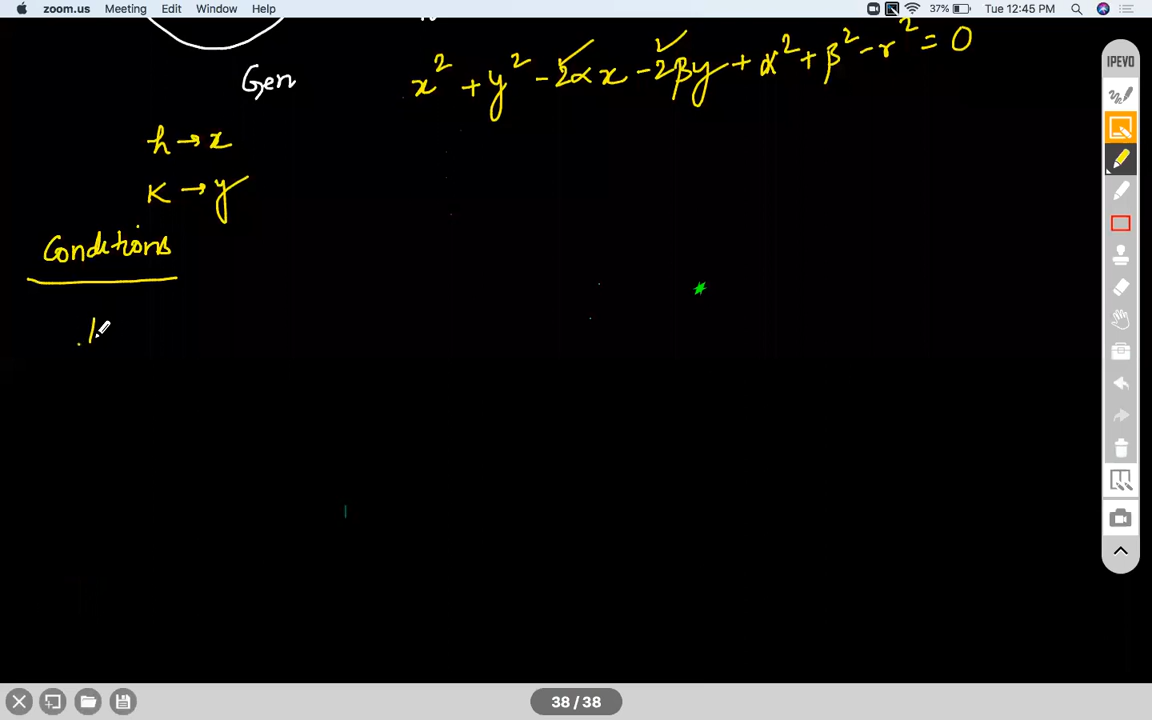 zoom.us Meeting Edit Window Help 37% Tue 12:45 PM
x² + y² - 2αx - 2βy + α² + β² - r² = 0
Gen
h → x
K → y
Conditions
IPEVO
38 / 38